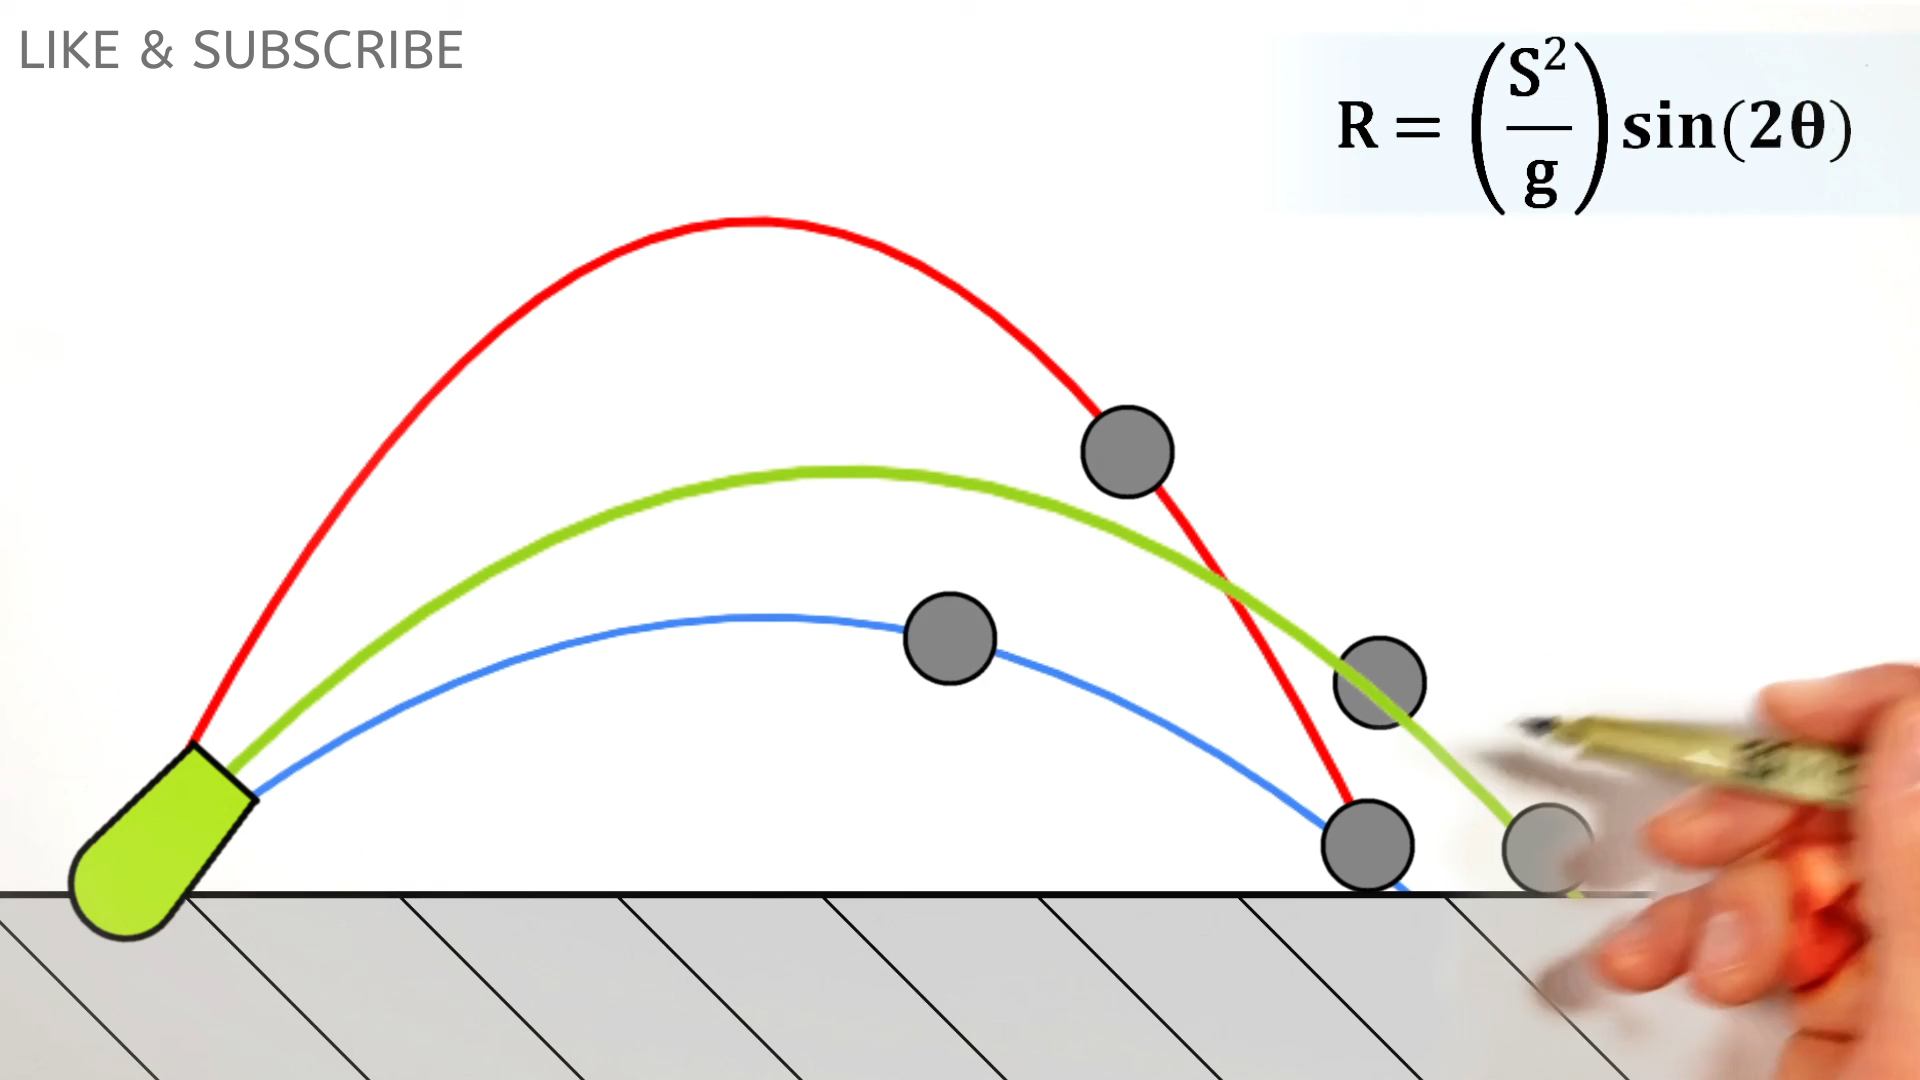 LIKE & SUBSCRIBE
R = (S²/g) sin(2θ)